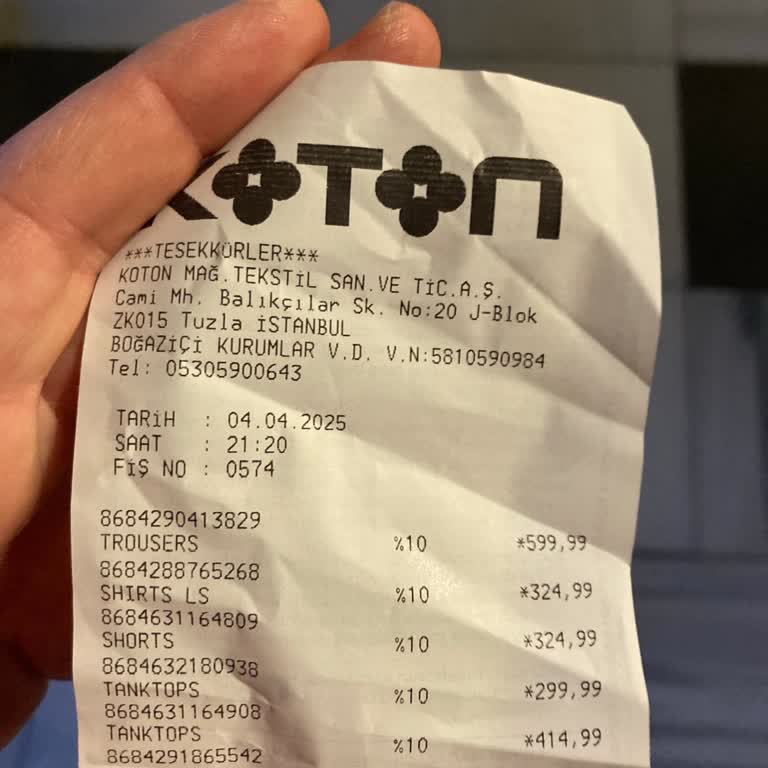 KOTON
***TESEKKÜRLER***
KOTON MAĞ.TEKSTİL SAN.VE TİC.A.Ş.
Cami Mh. Balıkçılar Sk. No:20 J-Blok
ZK015 Tuzla İSTANBUL
BOĞAZİÇİ KURUMLAR V.D. V.N:5810590984
Tel: 05305900643
TARİH : 04.04.2025
SAAT : 21:20
FİŞ NO : 0574
8684290413829
TROUSERS %10 *599,99
8684288765268
SHIRTS LS %10 *324,99
8684631164809
SHORTS %10 *324,99
8684632180938
TANKTOPS %10 *299,99
8684631164908
TANKTOPS %10 *414,99
8684291865542